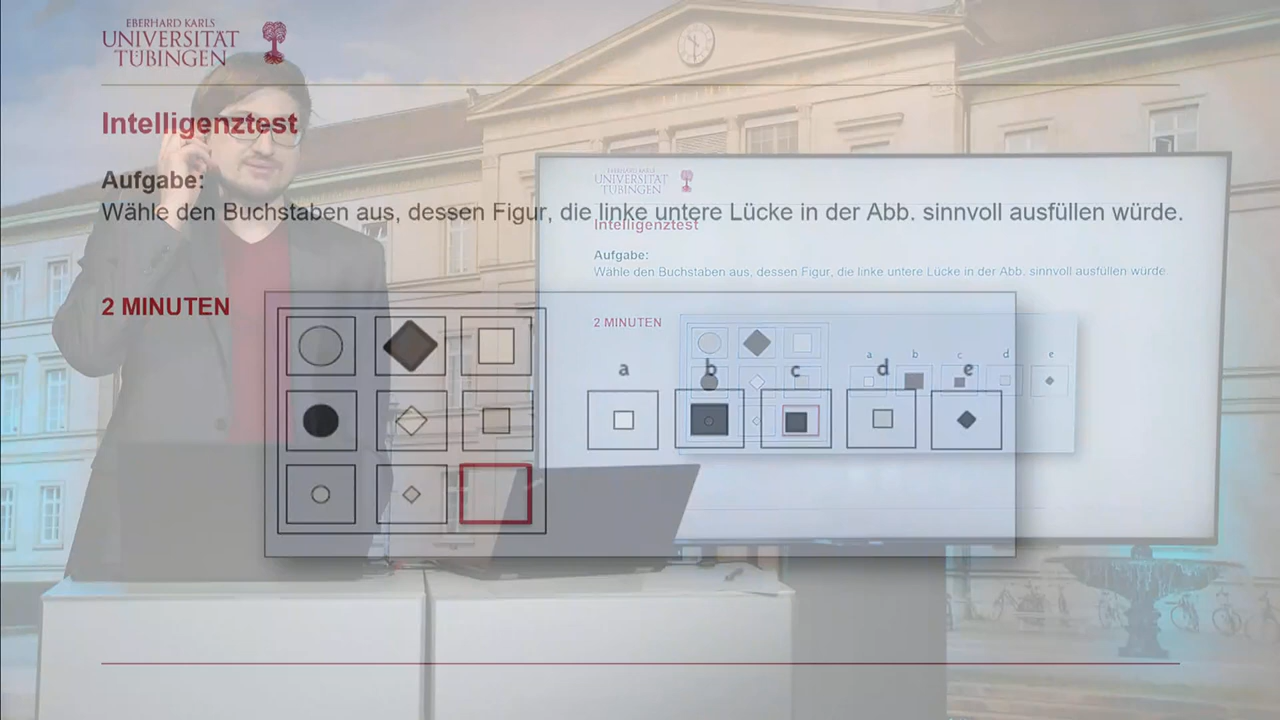 EBERHARD KARLS
UNIVERSITÄT
TÜBINGEN
Intelligenztest
Aufgabe:
Wähle den Buchstaben aus, dessen Figur, die linke untere Lücke in der Abb. sinnvoll ausfüllen würde.
2 MINUTEN
a b c d e
EBERHARD KARLS
UNIVERSITÄT
TÜBINGEN
Intelligenztest
Aufgabe:
Wähle den Buchstaben aus, dessen Figur, die linke untere Lücke in der Abb. sinnvoll ausfüllen würde.
2 MINUTEN
a b c d e